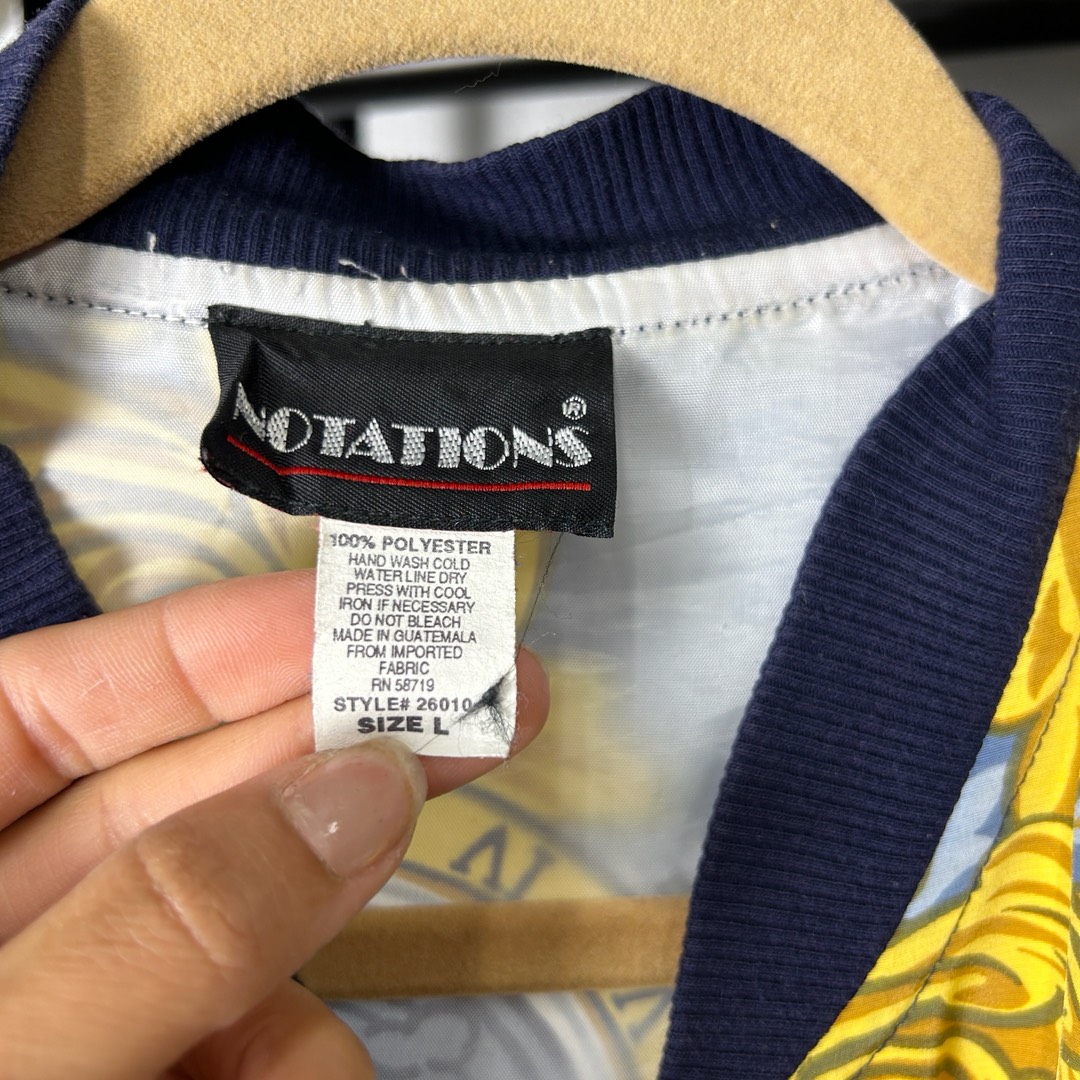 NOTATIONS®
100% POLYESTER
HAND WASH COLD
WATER LINE DRY
PRESS WITH COOL
IRON IF NECESSARY
DO NOT BLEACH
MADE IN GUATEMALA
FROM IMPORTED
FABRIC
RN 58719
STYLE# 26010
SIZE L
VI